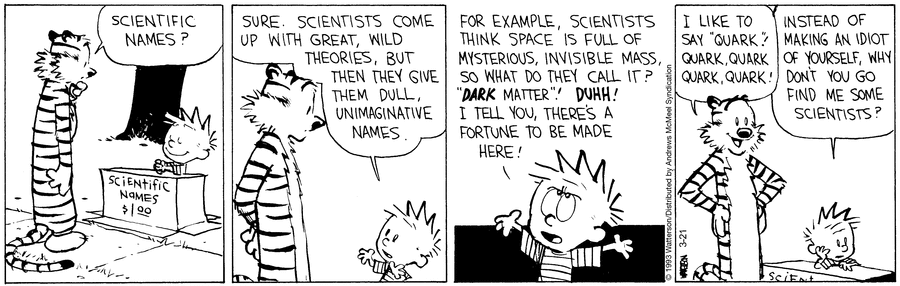 SCIENTIFIC
NAMES?
SCIENTIFIC
NAMES
$1.00
SURE. SCIENTISTS COME
UP WITH GREAT, WILD
THEORIES, BUT
THEN THEY GIVE
THEM DULL,
UNIMAGINATIVE
NAMES.
FOR EXAMPLE, SCIENTISTS
THINK SPACE IS FULL OF
MYSTERIOUS, INVISIBLE MASS,
SO WHAT DO THEY CALL IT?
"DARK MATTER"! DUHH!
I TELL YOU, THERE'S A
FORTUNE TO BE MADE
HERE!
© 1993 Watterson/Distributed by Andrews McMeel Syndication
I LIKE TO
SAY "QUARK"!
QUARK, QUARK
QUARK, QUARK!
INSTEAD OF
MAKING AN IDIOT
OF YOURSELF, WHY
DON'T YOU GO
FIND ME SOME
SCIENTISTS?
WATTERSON 3-21
SCIENT